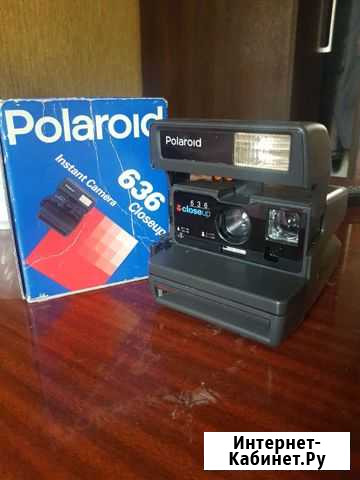 Polaroid
Instant Camera
636
Closeup
Polaroid
636
closeup
Интернет-
Кабинет.Ру